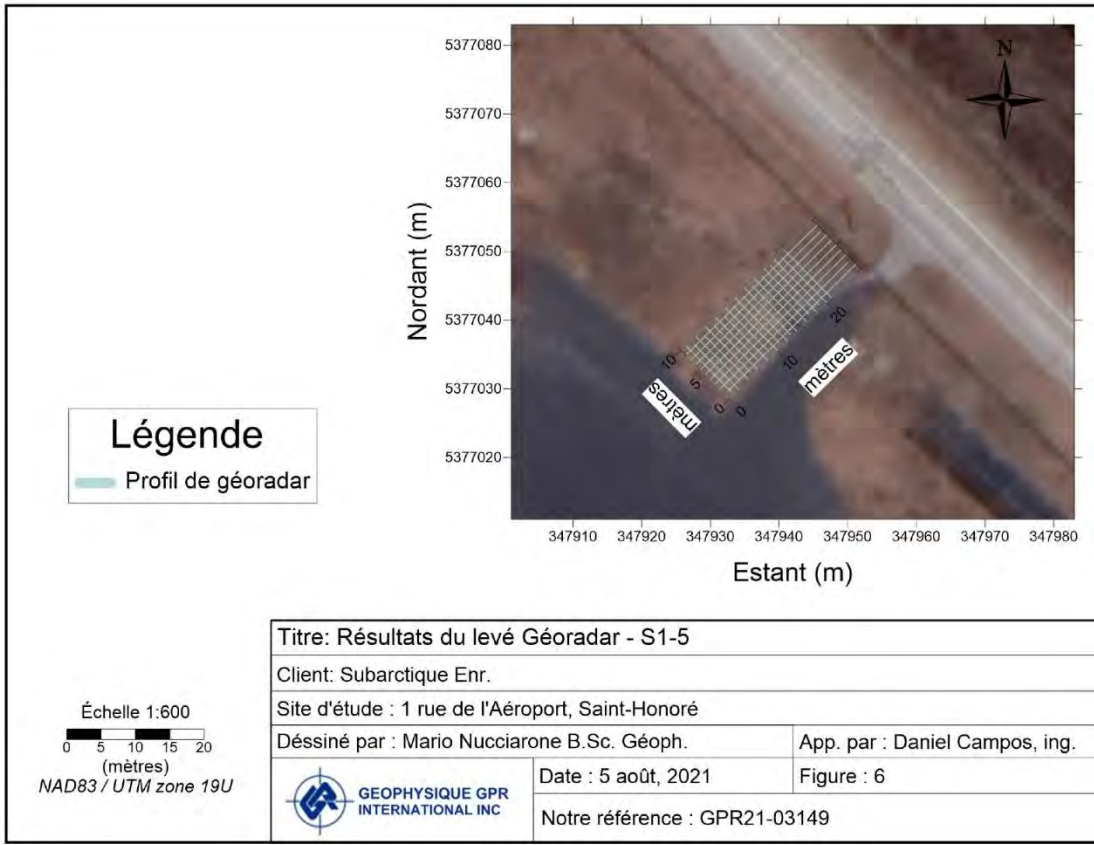 5377080
5377070
5377060
5377050
5377040
5377030
5377020
Nordant (m)
N
20
10
0
mètres
10
5
0
mètres
347910 347920 347930 347940 347950 347960 347970 347980
Estant (m)
Légende
Profil de géoradar
Échelle 1:600
0 5 10 15 20
(mètres)
NAD83 / UTM zone 19U
Titre: Résultats du levé Géoradar - S1-5
Client: Subarctique Enr.
Site d'étude : 1 rue de l'Aéroport, Saint-Honoré
Déssiné par : Mario Nucciarone B.Sc. Géoph.
App. par : Daniel Campos, ing.
GEOPHYSIQUE GPR
INTERNATIONAL INC
Date : 5 août, 2021
Figure : 6
Notre référence : GPR21-03149